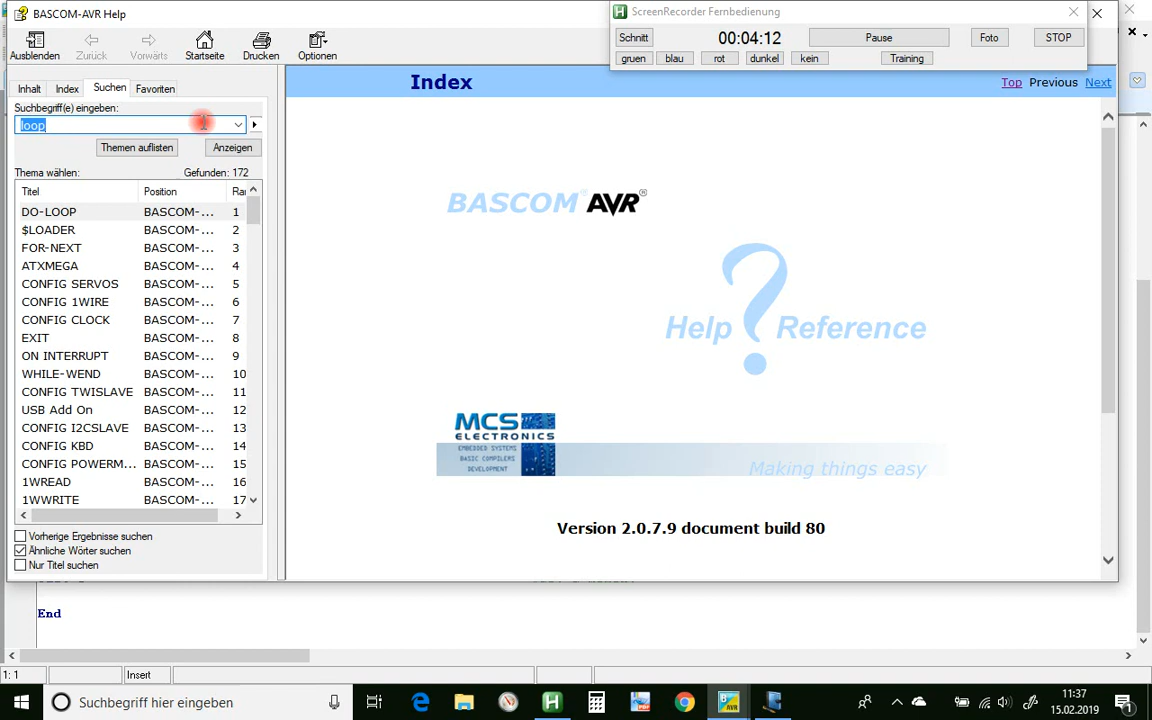 BASCOM-AVR Help
ScreenRecorder Fernbedienung
Schnitt 00:04:12 Pause Foto STOP
gruen blau rot dunkel kein Training
Ausblenden Zurück Vorwärts Startseite Drucken Optionen
Inhalt Index Suchen Favoriten
Suchbegriff(e) eingeben:
loop
Themen auflisten Anzeigen
Thema wählen: Gefunden: 172
Titel Position
DO-LOOP BASCOM-... 1
$LOADER BASCOM-... 2
FOR-NEXT BASCOM-... 3
ATXMEGA BASCOM-... 4
CONFIG SERVOS BASCOM-... 5
CONFIG 1WIRE BASCOM-... 6
CONFIG CLOCK BASCOM-... 7
EXIT BASCOM-... 8
ON INTERRUPT BASCOM-... 9
WHILE-WEND BASCOM-... 10
CONFIG TWISLAVE BASCOM-... 11
USB Add On BASCOM-... 12
CONFIG I2CSLAVE BASCOM-... 13
CONFIG KBD BASCOM-... 14
CONFIG POWERM... BASCOM-... 15
1WREAD BASCOM-... 16
1WWRITE BASCOM-... 17
Vorherige Ergebnisse suchen
Ähnliche Wörter suchen
Nur Titel suchen
Index Top Previous Next
BASCOM® AVR®
Help ? Reference
MCS
ELECTRONICS
EMBEDDED SYSTEMS
BASIC COMPILERS
DEVELOPMENT
Making things easy
Version 2.0.7.9 document build 80
End
1: 1 Insert
Suchbegriff hier eingeben
11:37
15.02.2019
1